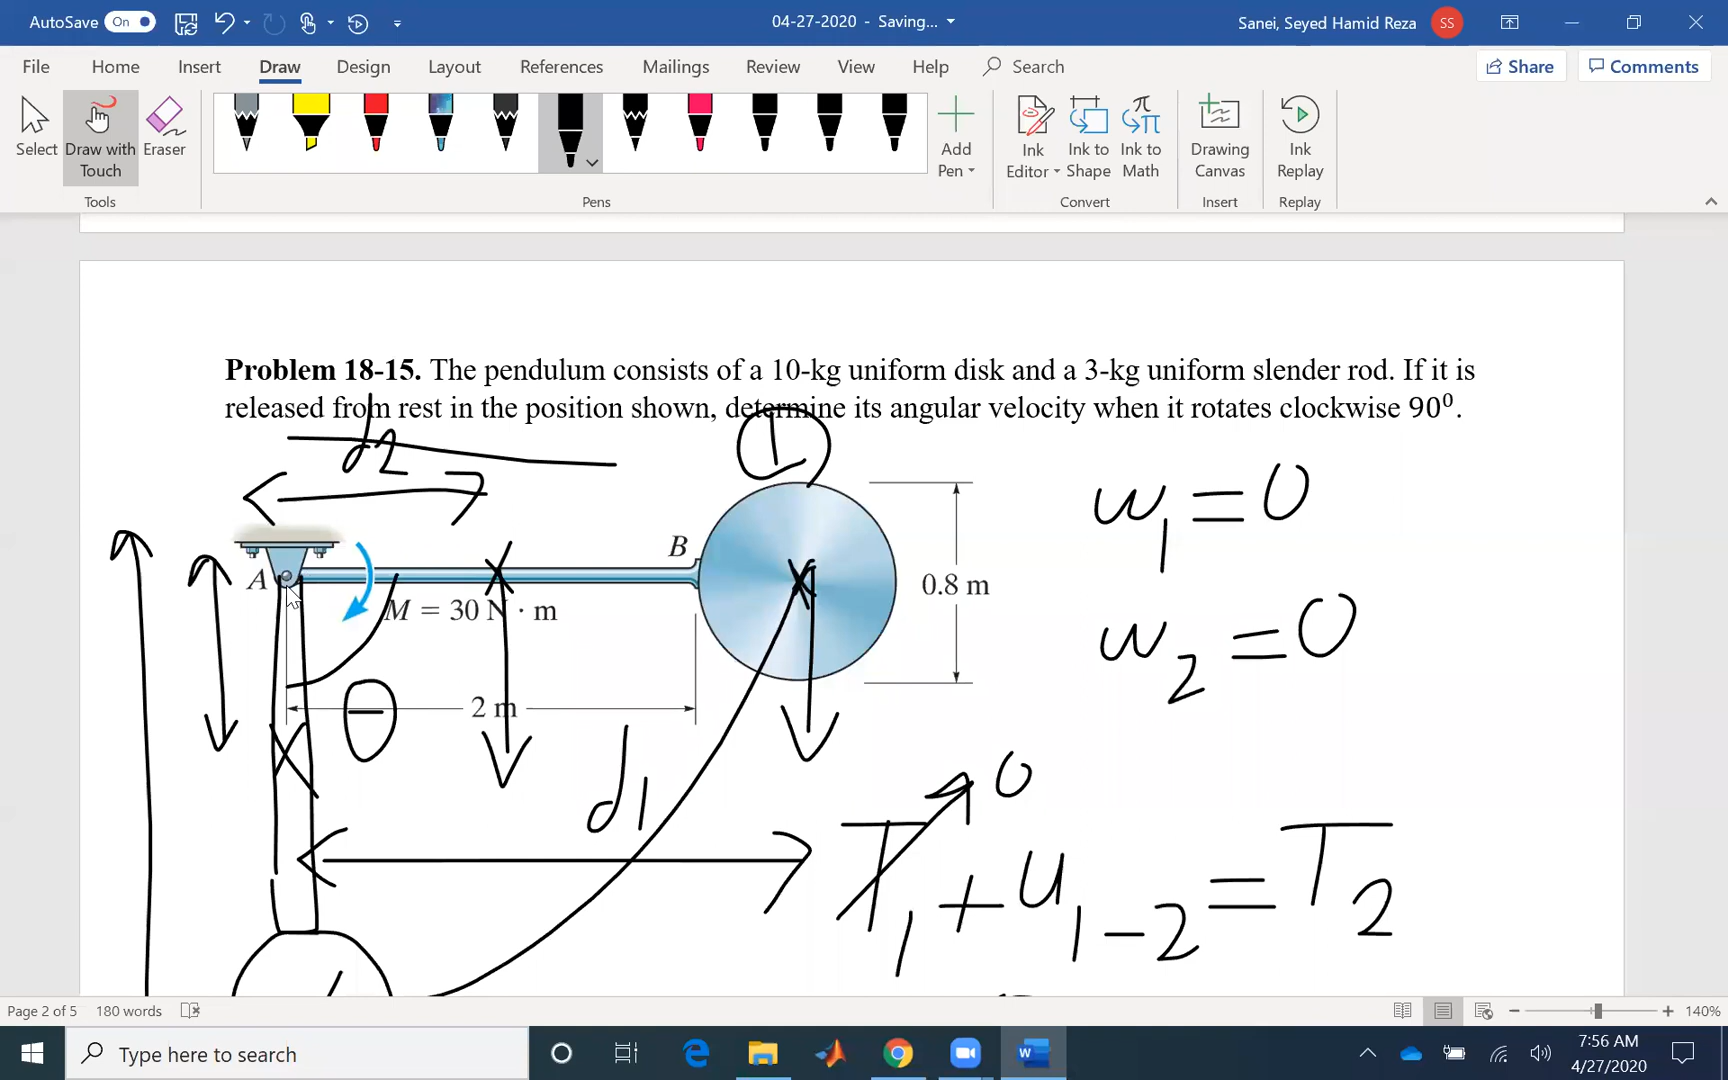 AutoSave On
04-27-2020 - Saving...
Sanei, Seyed Hamid Reza SS
File Home Insert Draw Design Layout References Mailings Review View Help Search Share Comments
Select
Draw with Touch
Eraser
Add Pen
Ink Editor
Ink to Shape
Ink to Math
Drawing Canvas
Ink Replay
Tools Pens Convert Insert Replay
Problem 18-15. The pendulum consists of a 10-kg uniform disk and a 3-kg uniform slender rod. If it is
released from rest in the position shown, determine its angular velocity when it rotates clockwise 90⁰.
d2
1
w1 = 0
B
A
0.8 m
M = 30 N · m
w2 = 0
θ
2 m
d1
0
T1 + U1-2 = T2
Page 2 of 5 180 words 140%
Type here to search
7:56 AM
4/27/2020